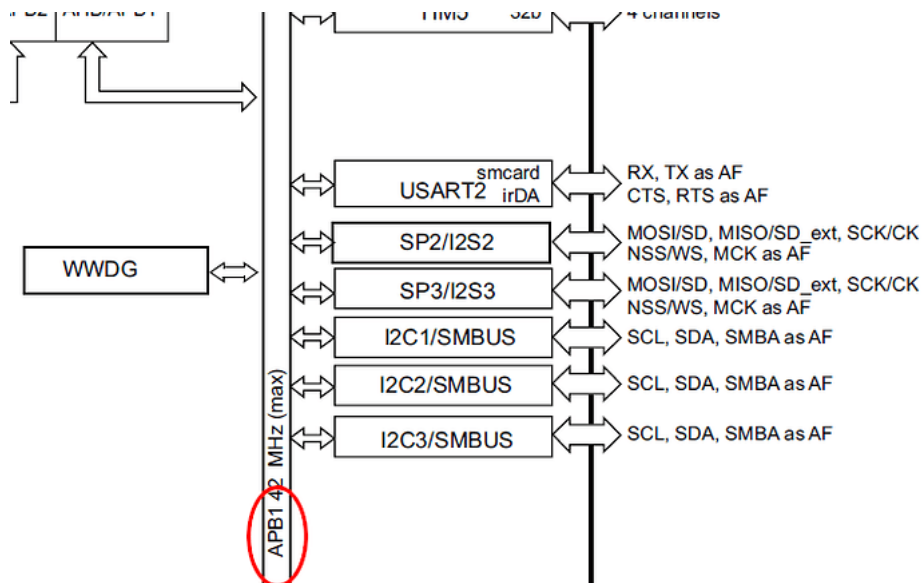 32b
4 channels
smcard
USART2 irDA
RX, TX as AF
CTS, RTS as AF
SP2/I2S2
MOSI/SD, MISO/SD_ext, SCK/CK
NSS/WS, MCK as AF
WWDG
SP3/I2S3
MOSI/SD, MISO/SD_ext, SCK/CK
NSS/WS, MCK as AF
I2C1/SMBUS
SCL, SDA, SMBA as AF
I2C2/SMBUS
SCL, SDA, SMBA as AF
I2C3/SMBUS
SCL, SDA, SMBA as AF
APB1 42 MHz (max)